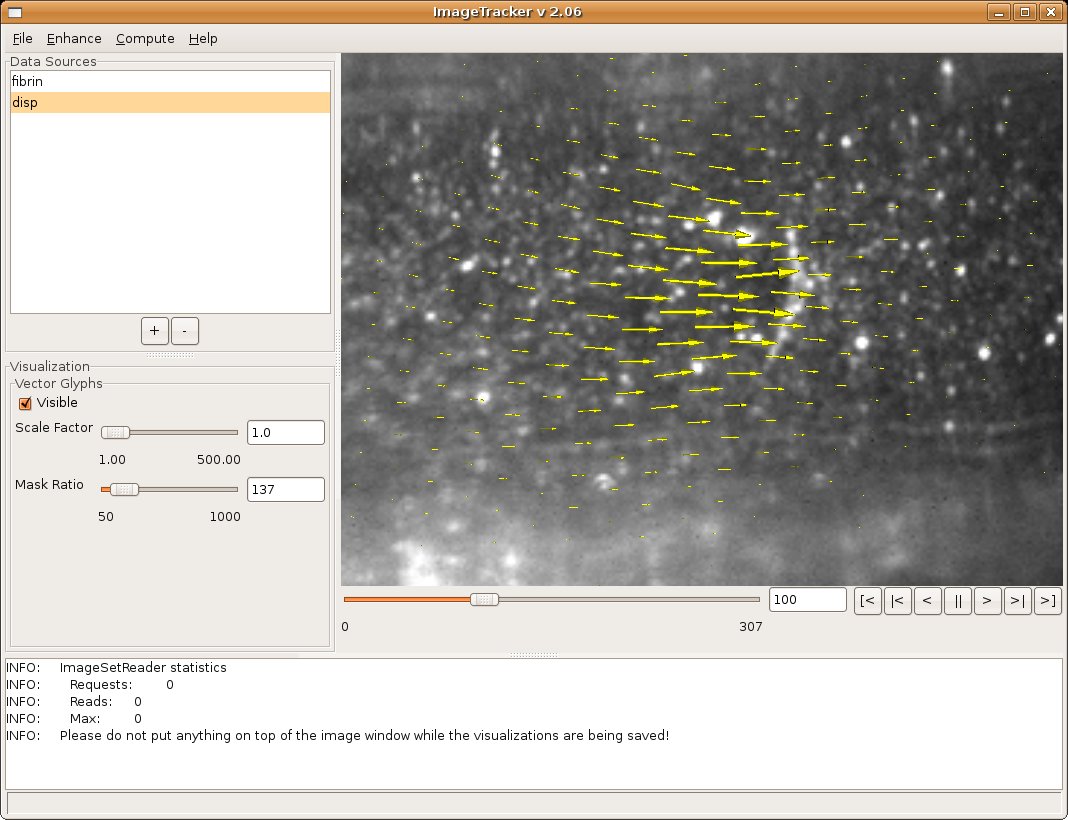 ImageTracker v 2.06
File Enhance Compute Help
Data Sources
fibrin
disp
+ -
Visualization
Vector Glyphs
Visible
Scale Factor 1.0
1.00 500.00
Mask Ratio 137
50 1000
100 [< |< < || > >| >]
0 307
INFO: ImageSetReader statistics
INFO: Requests: 0
INFO: Reads: 0
INFO: Max: 0
INFO: Please do not put anything on top of the image window while the visualizations are being saved!